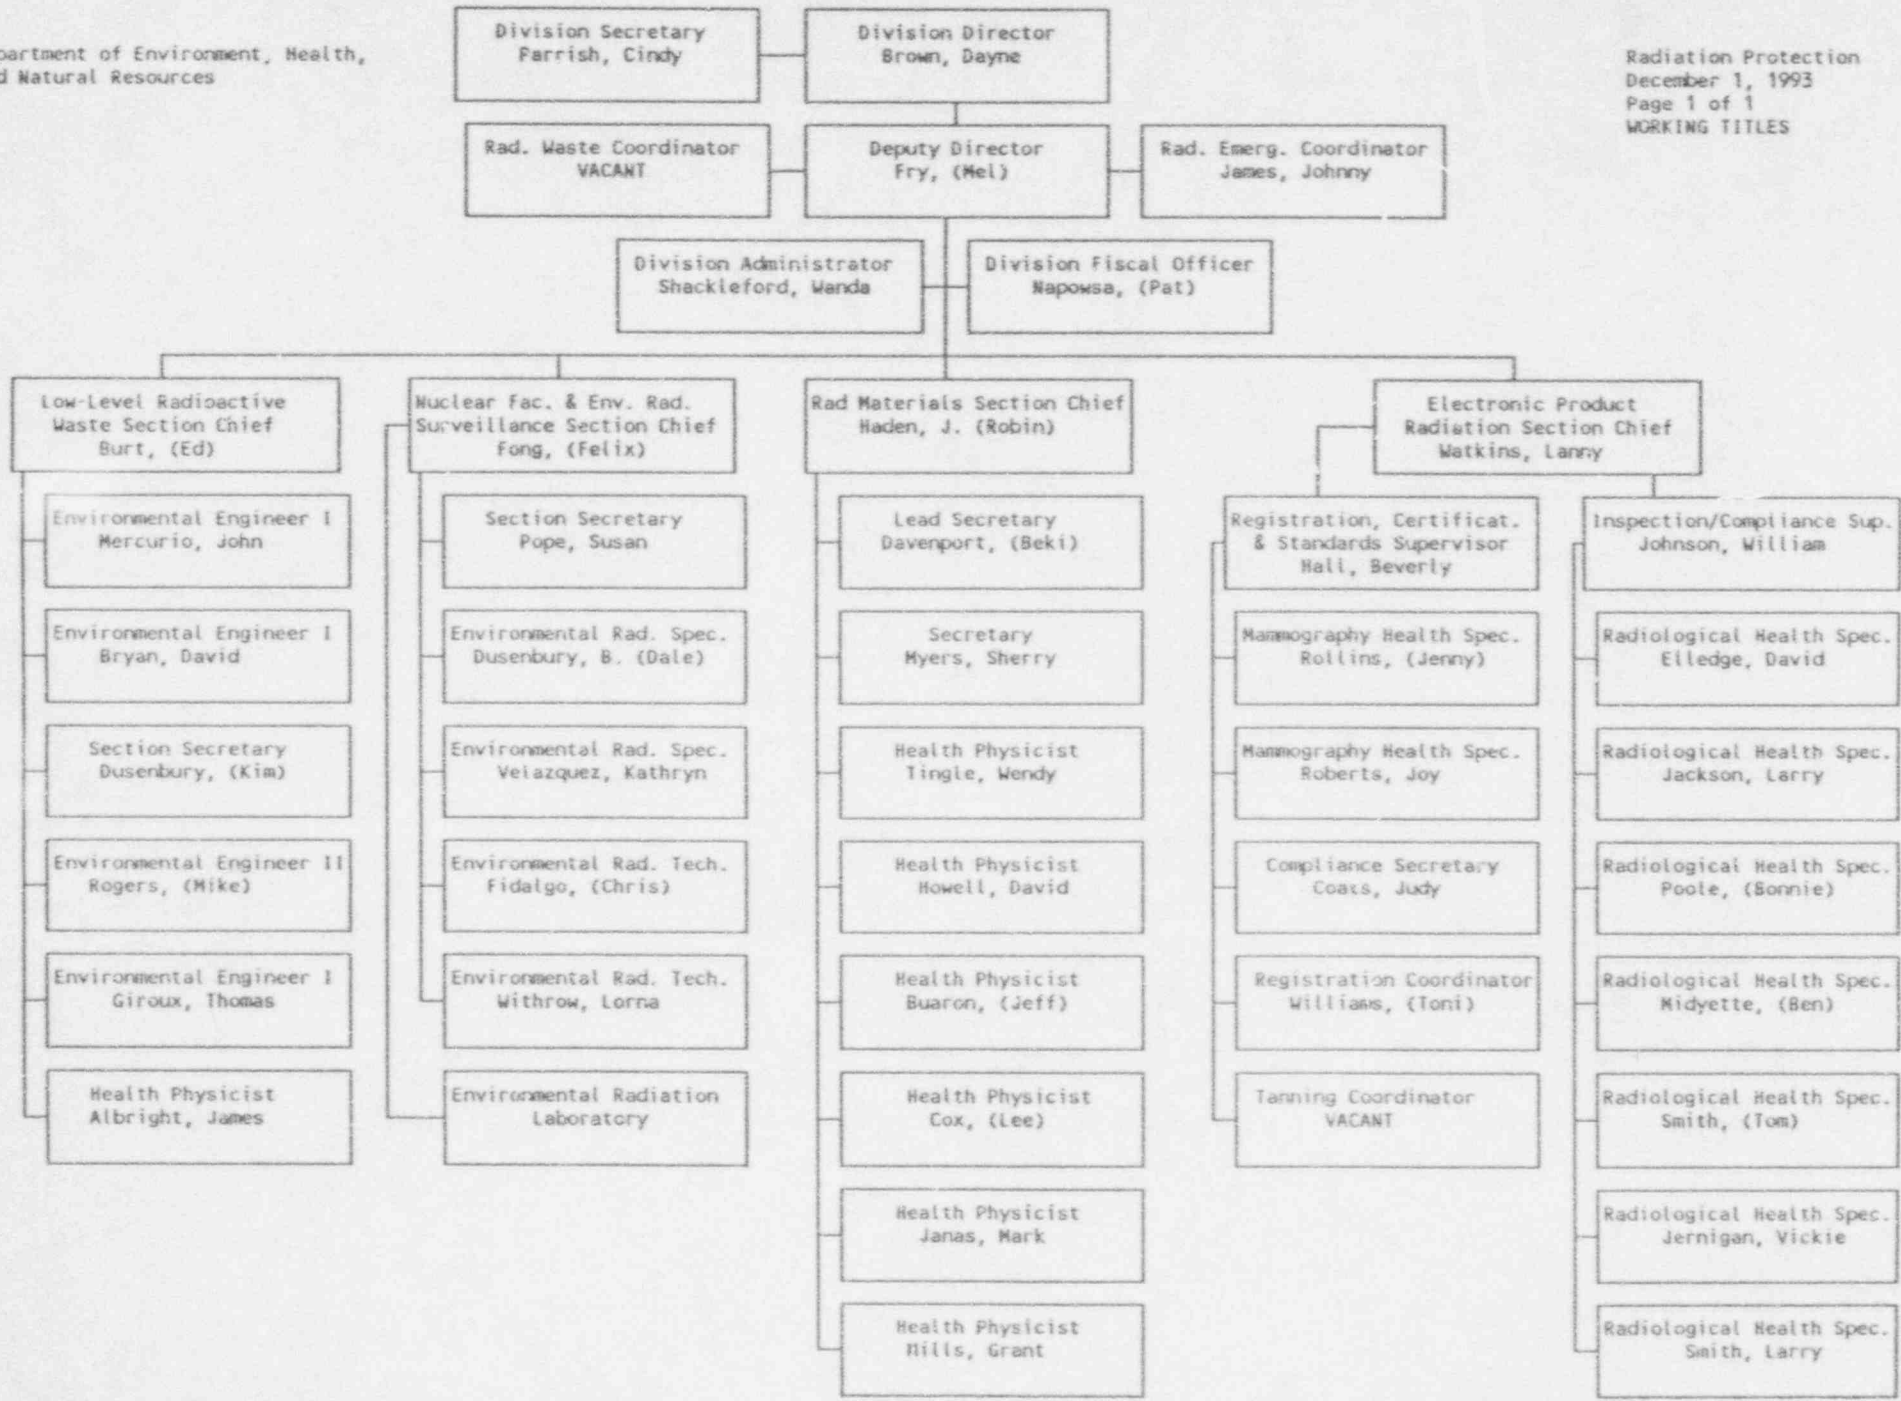 partment of Environment, Health,
d Natural Resources
Division Secretary
Parrish, Cindy
Division Director
Brown, Dayne
Radiation Protection
December 1, 1993
Page 1 of 1
WORKING TITLES
Rad. Waste Coordinator
VACANT
Deputy Director
Fry, (Mel)
Rad. Emerg. Coordinator
James, Johnny
Division Administrator
Shackleford, Wanda
Division Fiscal Officer
Napowsa, (Pat)
Low-Level Radioactive
Waste Section Chief
Burt, (Ed)
Environmental Engineer I
Mercurio, John
Environmental Engineer I
Bryan, David
Section Secretary
Dusenbury, (Kim)
Environmental Engineer II
Rogers, (Mike)
Environmental Engineer I
Giroux, Thomas
Health Physicist
Albright, James
Nuclear Fac. & Env. Rad.
Surveillance Section Chief
Fong, (Felix)
Section Secretary
Pope, Susan
Environmental Rad. Spec.
Dusenbury, B. (Dale)
Environmental Rad. Spec.
Velazquez, Kathryn
Environmental Rad. Tech.
Fidalgo, (Chris)
Environmental Rad. Tech.
Withrow, Lorna
Environmental Radiation
Laboratory
Rad Materials Section Chief
Haden, J. (Robin)
Lead Secretary
Davenport, (Beki)
Secretary
Myers, Sherry
Health Physicist
Tingle, Wendy
Health Physicist
Howell, David
Health Physicist
Buaron, (Jeff)
Health Physicist
Cox, (Lee)
Health Physicist
Janas, Mark
Health Physicist
Mills, Grant
Electronic Product
Radiation Section Chief
Watkins, Lanny
Registration, Certificat.
& Standards Supervisor
Hall, Beverly
Mammography Health Spec.
Rollins, (Jenny)
Mammography Health Spec.
Roberts, Joy
Compliance Secretary
Coats, Judy
Registration Coordinator
Williams, (Toni)
Tanning Coordinator
VACANT
Inspection/Compliance Sup.
Johnson, William
Radiological Health Spec.
Elledge, David
Radiological Health Spec.
Jackson, Larry
Radiological Health Spec.
Poole, (Bonnie)
Radiological Health Spec.
Midyette, (Ben)
Radiological Health Spec.
Smith, (Tom)
Radiological Health Spec.
Jernigan, Vickie
Radiological Health Spec.
Smith, Larry